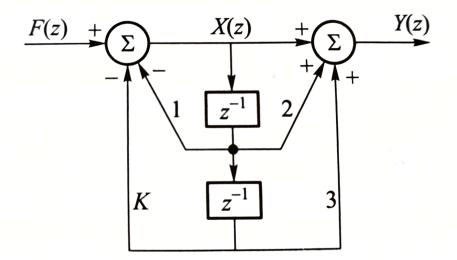 F(z) + Σ X(z) + Σ Y(z)
− − + +
1 z⁻¹ 2
K z⁻¹ 3